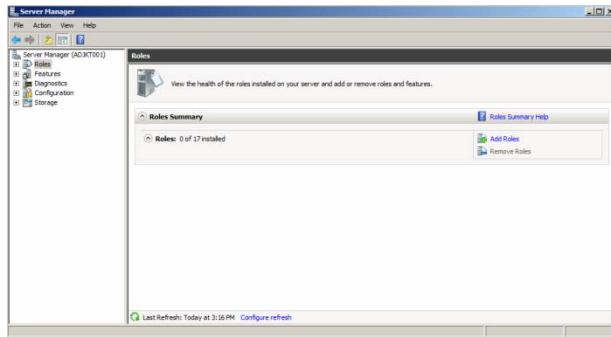 Server Manager
File Action View Help
Server Manager (ADJKT001)
Roles
Features
Diagnostics
Configuration
Storage
Roles
View the health of the roles installed on your server and add or remove roles and features.
Roles Summary
Roles Summary Help
Roles: 0 of 17 installed
Add Roles
Remove Roles
Last Refresh: Today at 3:16 PM Configure refresh